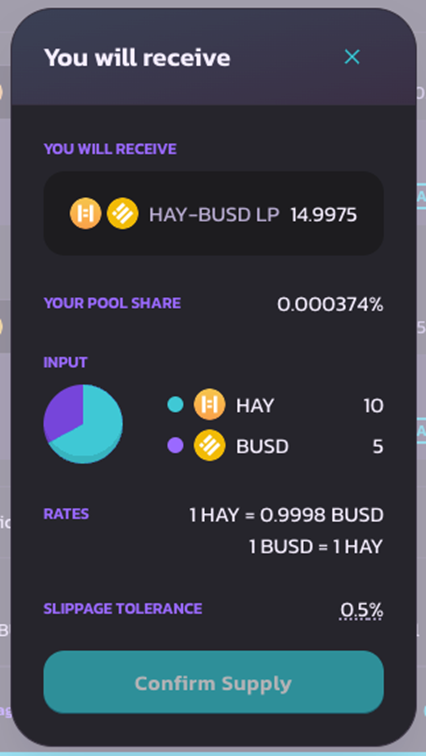 You will receive
YOU WILL RECEIVE
HAY-BUSD LP 14.9975
YOUR POOL SHARE 0.000374%
INPUT
HAY 10
BUSD 5
RATES 1 HAY = 0.9998 BUSD
1 BUSD = 1 HAY
SLIPPAGE TOLERANCE 0.5%
Confirm Supply